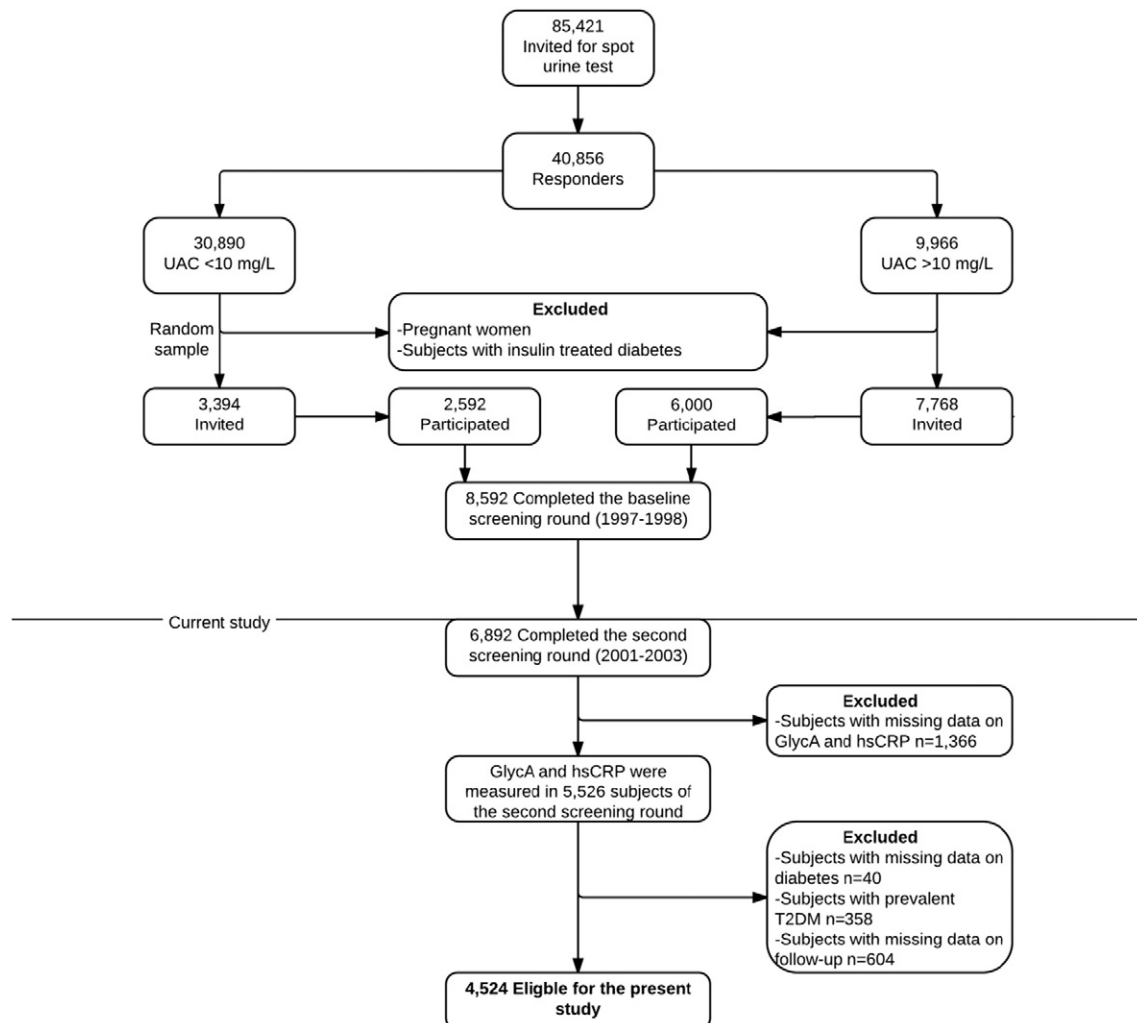 85,421
Invited for spot
urine test
40,856
Responders
30,890
UAC <10 mg/L
9,966
UAC >10 mg/L
Excluded
-Pregnant women
-Subjects with insulin treated diabetes
Random
sample
3,394
Invited
2,592
Participated
6,000
Participated
7,768
Invited
8,592 Completed the baseline
screening round (1997-1998)
Current study
6,892 Completed the second
screening round (2001-2003)
Excluded
-Subjects with missing data on
GlycA and hsCRP n=1,366
GlycA and hsCRP were
measured in 5,526 subjects of
the second screening round
Excluded
-Subjects with missing data on
diabetes n=40
-Subjects with prevalent
T2DM n=358
-Subjects with missing data on
follow-up n=604
4,524 Eligble for the present
study